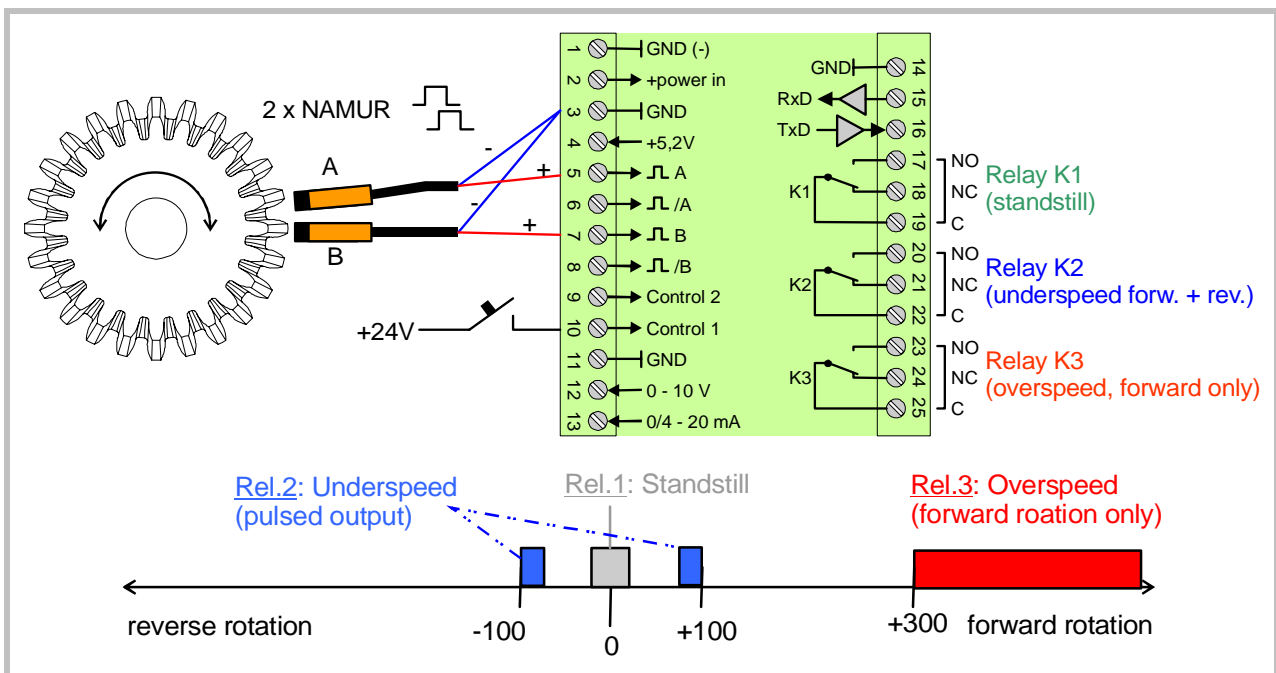 2 x NAMUR
A
B
-
+
-
+
+24V
1 GND (-)
2 +power in
3 GND
4 +5,2V
5 A
6 /A
7 B
8 /B
9 Control 2
10 Control 1
11 GND
12 0 - 10 V
13 0/4 - 20 mA
GND 14
RxD 15
TxD 16
17 NO
K1 18 NC
19 C
Relay K1
(standstill)
20 NO
K2 21 NC
22 C
Relay K2
(underspeed forw. + rev.)
23 NO
K3 24 NC
25 C
Relay K3
(overspeed, forward only)
Rel.2: Underspeed
(pulsed output)
Rel.1: Standstill
Rel.3: Overspeed
(forward roation only)
reverse rotation
-100
0
+100
+300
forward rotation